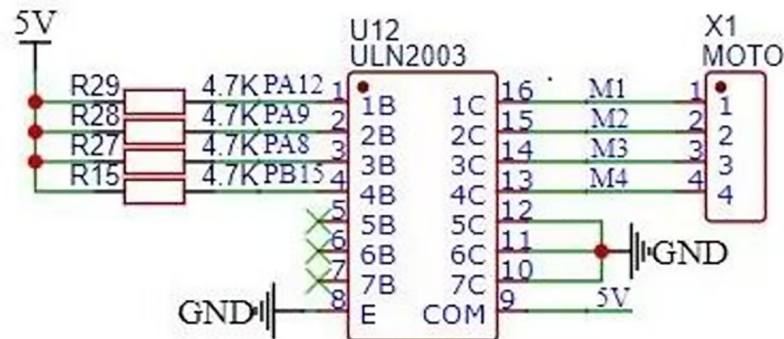 5V
U12
ULN2003
X1
MOTO
R29 4.7K PA12 1 1B 1C 16 M1 1 1
R28 4.7K PA9 2 2B 2C 15 M2 2 2
R27 4.7K PA8 3 3B 3C 14 M3 3 3
R15 4.7K PB15 4 4B 4C 13 M4 4 4
5 5B 5C 12
6 6B 6C 11 GND
7 7B 7C 10
GND 8 E COM 9 5V